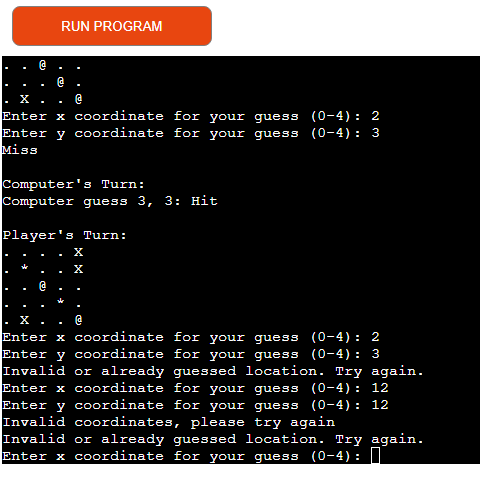 RUN PROGRAM
. . @ . .
. . . @ .
. X . . @
Enter x coordinate for your guess (0-4): 2
Enter y coordinate for your guess (0-4): 3
Miss
Computer's Turn:
Computer guess 3, 3: Hit
Player's Turn:
. . . . X
. * . . X
. . @ . .
. . . * .
. X . . @
Enter x coordinate for your guess (0-4): 2
Enter y coordinate for your guess (0-4): 3
Invalid or already guessed location. Try again.
Enter x coordinate for your guess (0-4): 12
Enter y coordinate for your guess (0-4): 12
Invalid coordinates, please try again
Invalid or already guessed location. Try again.
Enter x coordinate for your guess (0-4):